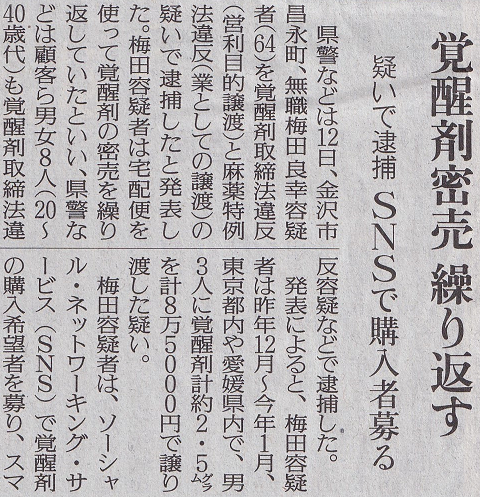 覚醒剤密売 繰り返す
疑いで逮捕 SNSで購入者募る
県警などは12日、金沢市
昌永町、無職梅田良幸容疑
者(64)を覚醒剤取締法違反
(営利目的譲渡)と麻薬特例
法違反(業としての譲渡)の
疑いで逮捕したと発表し
た。梅田容疑者は宅配便を
使って覚醒剤の密売を繰り
返していたといい、県警な
どは顧客ら男女8人(20〜
40歳代)も覚醒剤取締法違
反容疑などで逮捕した。
発表によると、梅田容疑
者は昨年12月〜今年1月、
東京都内や愛媛県内で、男
3人に覚醒剤計約2・5グラム
を計8万5000円で譲り
渡した疑い。
梅田容疑者は、ソーシャ
ル・ネットワーキング・サ
ービス(SNS)で覚醒剤
の購入希望者を募り、スマ